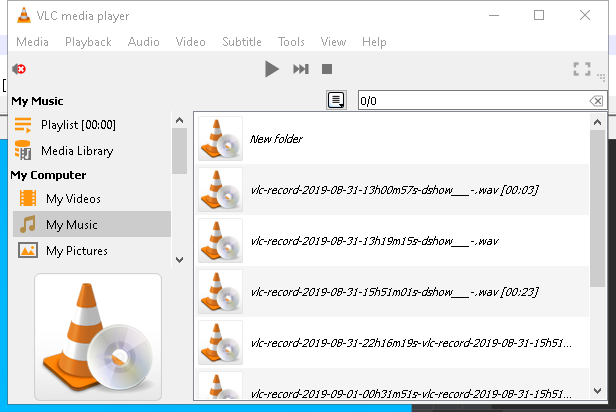 VLC media player
Media Playback Audio Video Subtitle Tools View Help
My Music
0/0
Playlist [00:00]
Media Library
My Computer
My Videos
My Music
My Pictures
New folder
vlc-record-2019-08-31-13h00m57s-dshow___-.wav [00:03]
vlc-record-2019-08-31-13h19m15s-dshow___-.wav
vlc-record-2019-08-31-15h51m01s-dshow___-.wav [00:23]
vlc-record-2019-08-31-22h16m19s-vlc-record-2019-08-31-15h51...
vlc-record-2019-09-01-00h31m51s-vlc-record-2019-08-31-15h51...